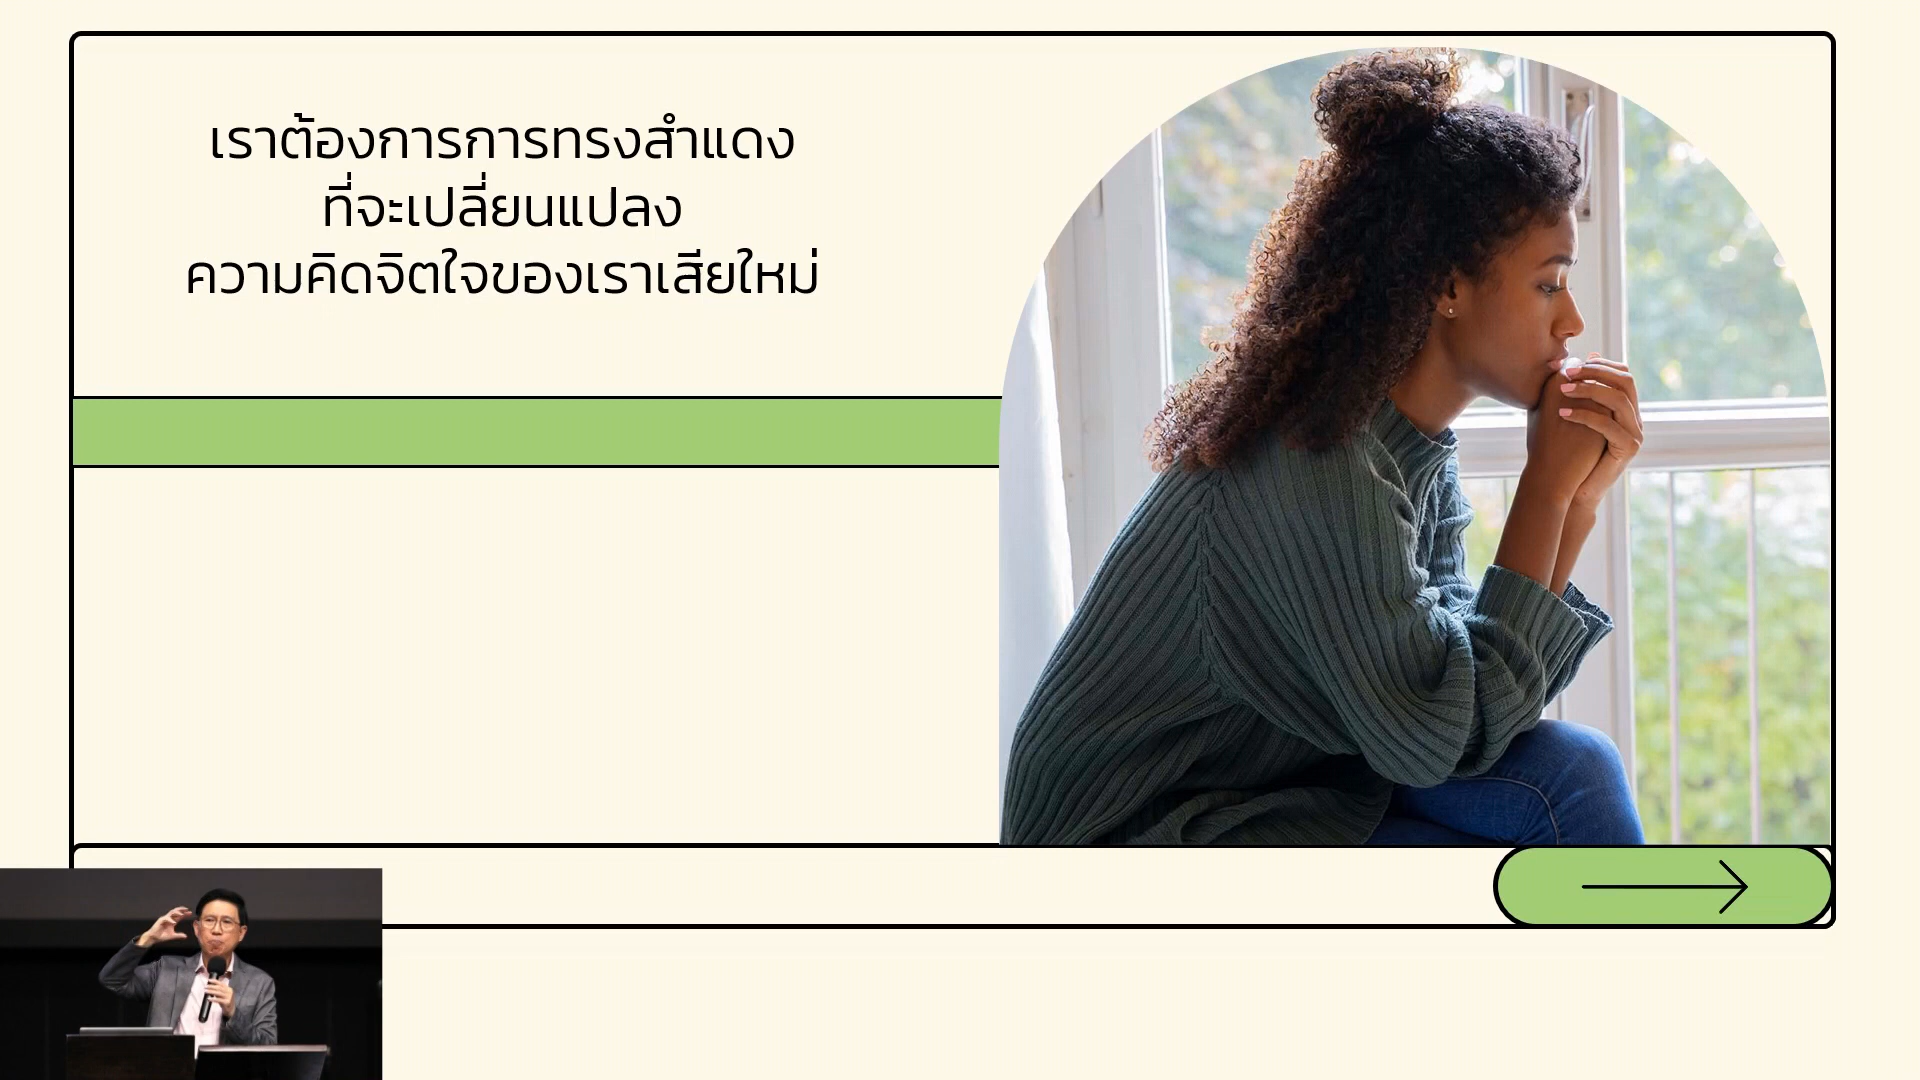 เราต้องการการทรงสำแดง
ที่จะเปลี่ยนแปลง
ความคิดจิตใจของเราเสียใหม่